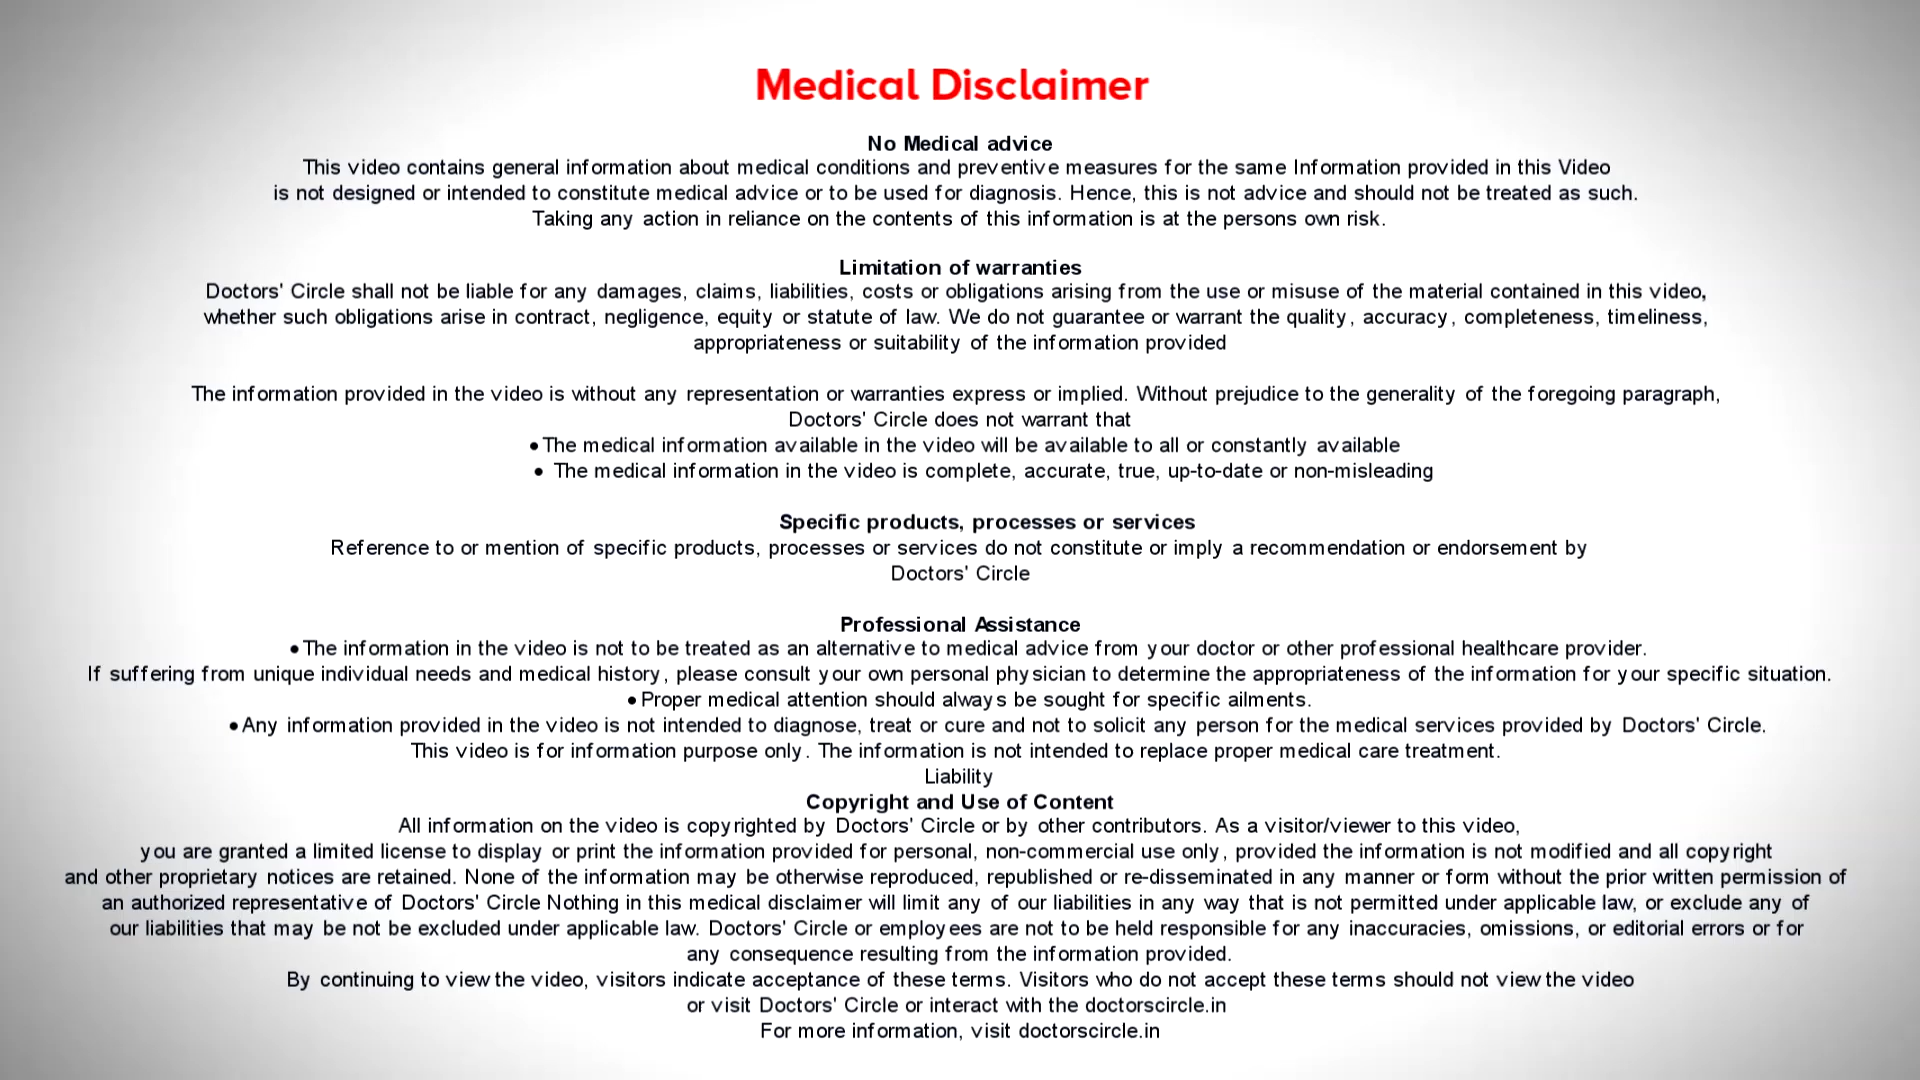 Medical Disclaimer
No Medical advice
This video contains general information about medical conditions and preventive measures for the same Information provided in this Video
is not designed or intended to constitute medical advice or to be used for diagnosis. Hence, this is not advice and should not be treated as such.
Taking any action in reliance on the contents of this information is at the persons own risk.
Limitation of warranties
Doctors' Circle shall not be liable for any damages, claims, liabilities, costs or obligations arising from the use or misuse of the material contained in this video,
whether such obligations arise in contract, negligence, equity or statute of law. We do not guarantee or warrant the quality, accuracy, completeness, timeliness,
appropriateness or suitability of the information provided
The information provided in the video is without any representation or warranties express or implied. Without prejudice to the generality of the foregoing paragraph,
Doctors' Circle does not warrant that
• The medical information available in the video will be available to all or constantly available
• The medical information in the video is complete, accurate, true, up-to-date or non-misleading
Specific products, processes or services
Reference to or mention of specific products, processes or services do not constitute or imply a recommendation or endorsement by
Doctors' Circle
Professional Assistance
• The information in the video is not to be treated as an alternative to medical advice from your doctor or other professional healthcare provider.
If suffering from unique individual needs and medical history, please consult your own personal physician to determine the appropriateness of the information for your specific situation.
• Proper medical attention should always be sought for specific ailments.
• Any information provided in the video is not intended to diagnose, treat or cure and not to solicit any person for the medical services provided by Doctors' Circle.
This video is for information purpose only. The information is not intended to replace proper medical care treatment.
Liability
Copyright and Use of Content
All information on the video is copyrighted by Doctors' Circle or by other contributors. As a visitor/viewer to this video,
you are granted a limited license to display or print the information provided for personal, non-commercial use only, provided the information is not modified and all copyright
and other proprietary notices are retained. None of the information may be otherwise reproduced, republished or re-disseminated in any manner or form without the prior written permission of
an authorized representative of Doctors' Circle Nothing in this medical disclaimer will limit any of our liabilities in any way that is not permitted under applicable law, or exclude any of
our liabilities that may be not be excluded under applicable law. Doctors' Circle or employees are not to be held responsible for any inaccuracies, omissions, or editorial errors or for
any consequence resulting from the information provided.
By continuing to view the video, visitors indicate acceptance of these terms. Visitors who do not accept these terms should not view the video
or visit Doctors' Circle or interact with the doctorscircle.in
For more information, visit doctorscircle.in